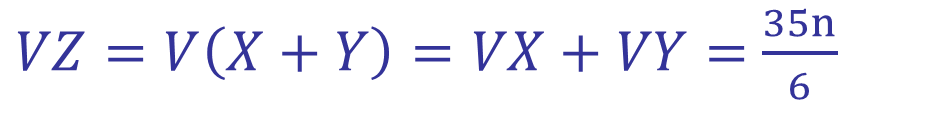 VZ = V(X + Y) = VX + VY = 35n/6